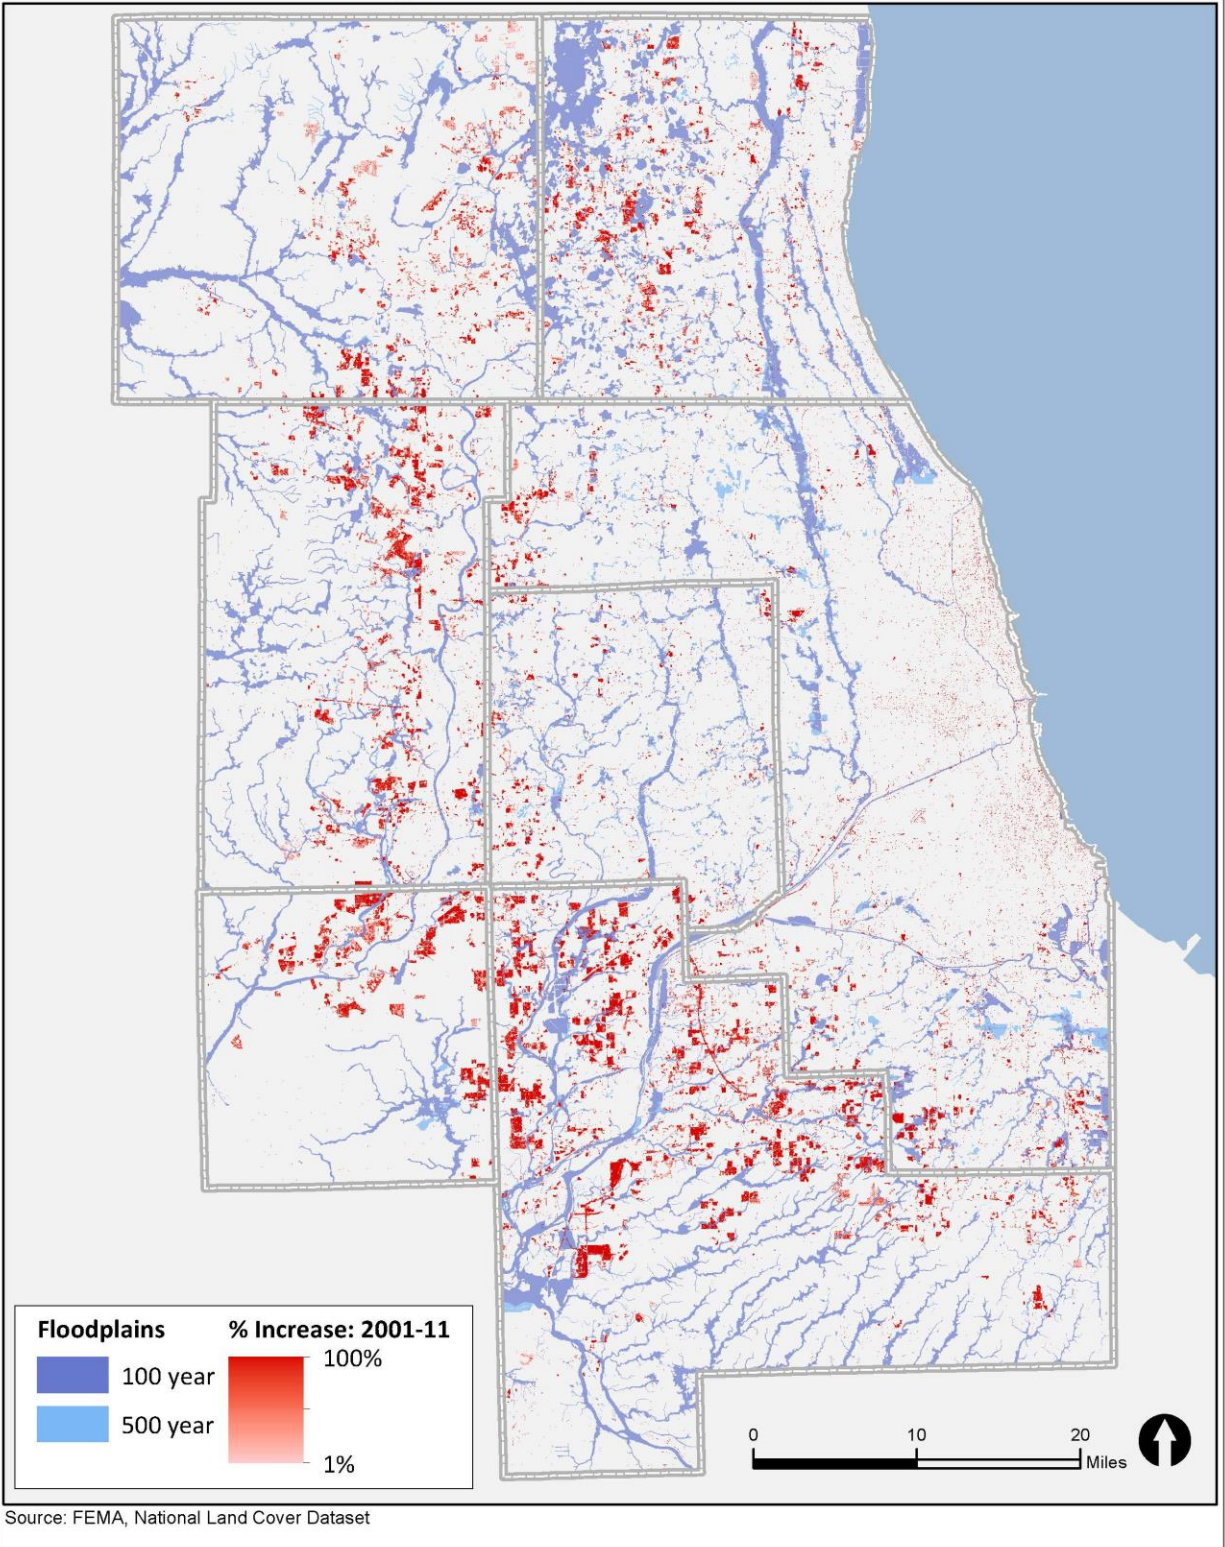 Floodplains
% Increase: 2001-11
100 year
500 year
100%
1%
0 10 20
Miles
Source: FEMA, National Land Cover Dataset